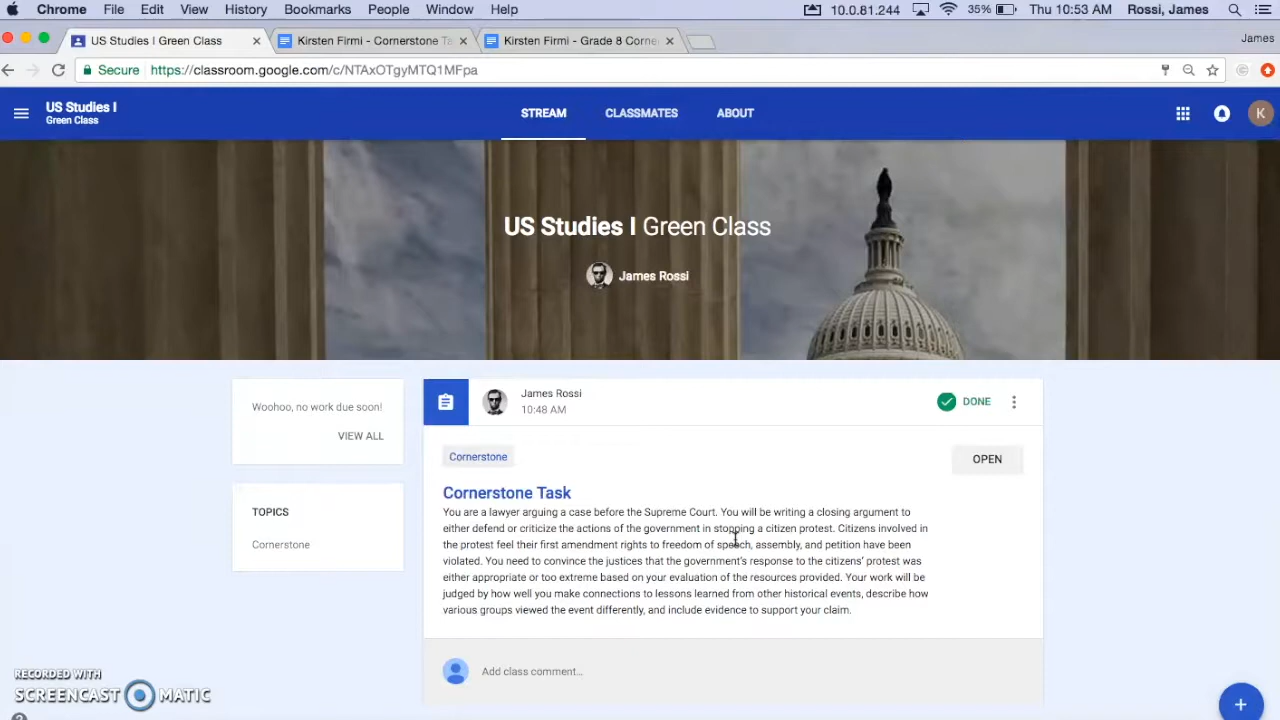 Chrome File Edit View History Bookmarks People Window Help 10.0.81.244 35% Thu 10:53 AM Rossi, James
US Studies I Green Class Kirsten Firmi - Cornerstone Ta Kirsten Firmi - Grade 8 Corne James
Secure https://classroom.google.com/c/NTAxOTgyMTQ1MFpa
US Studies I
Green Class
STREAM CLASSMATES ABOUT
K
US Studies I Green Class
James Rossi
Woohoo, no work due soon!
VIEW ALL
TOPICS
Cornerstone
James Rossi
10:48 AM
DONE
Cornerstone
OPEN
Cornerstone Task
You are a lawyer arguing a case before the Supreme Court. You will be writing a closing argument to
either defend or criticize the actions of the government in stopping a citizen protest. Citizens involved in
the protest feel their first amendment rights to freedom of speech, assembly, and petition have been
violated. You need to convince the justices that the government's response to the citizens' protest was
either appropriate or too extreme based on your evaluation of the resources provided. Your work will be
judged by how well you make connections to lessons learned from other historical events, describe how
various groups viewed the event differently, and include evidence to support your claim.
Add class comment...
RECORDED WITH
SCREENCAST MATIC